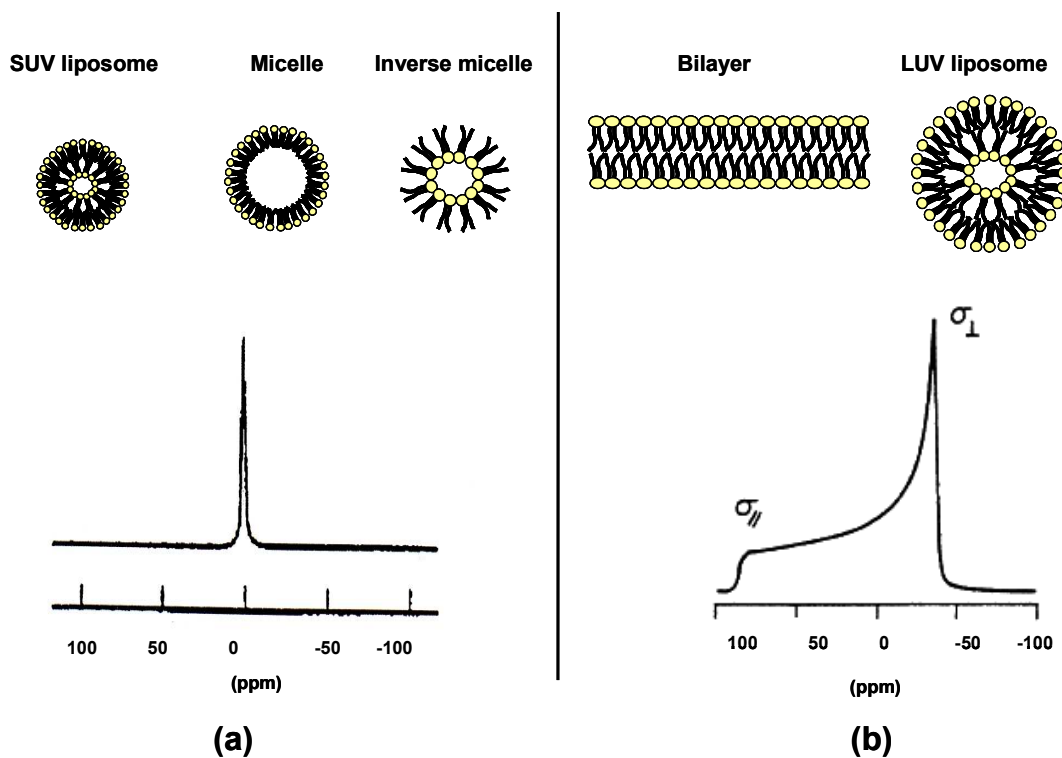 SUV liposome
Micelle
Inverse micelle
100 50 0 -50 -100
(ppm)
(a)
Bilayer
LUV liposome
σ⊥
σ//
100 50 0 -50 -100
(ppm)
(b)